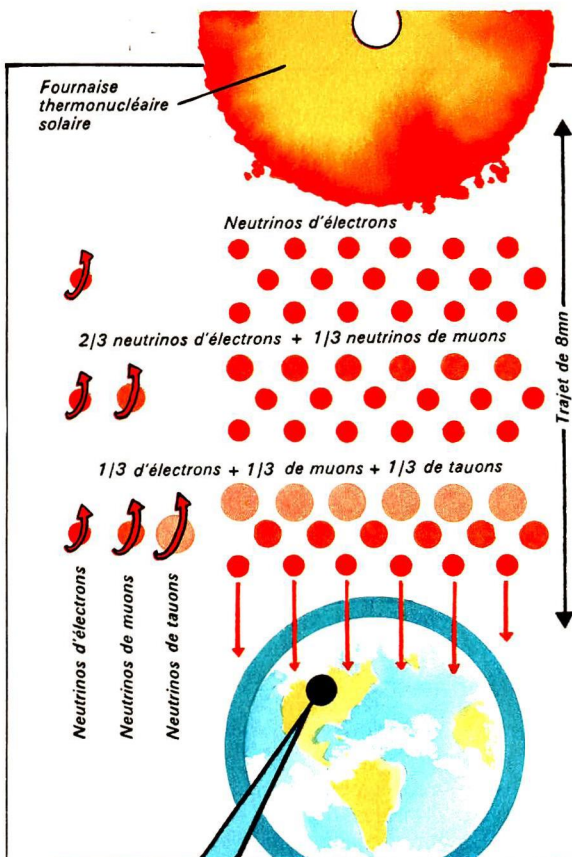 Fournaise
thermonucléaire
solaire
Neutrinos d'électrons
2/3 neutrinos d'électrons + 1/3 neutrinos de muons
1/3 d'électrons + 1/3 de muons + 1/3 de tauons
Neutrinos d'électrons
Neutrinos de muons
Neutrinos de tauons
Trajet de 8mn